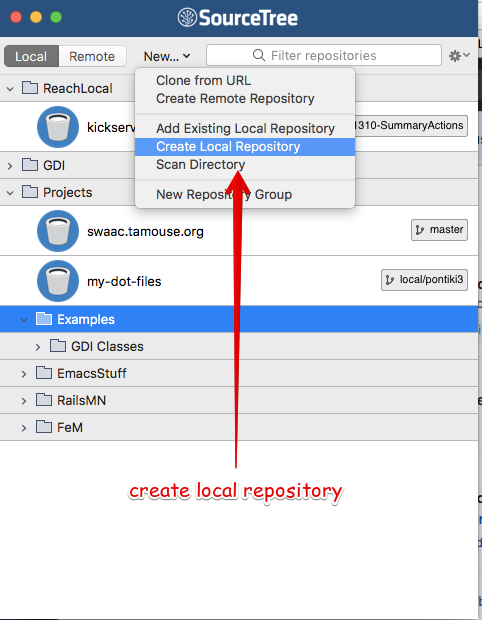 SourceTree
Local Remote New... Filter repositories
Clone from URL
Create Remote Repository
Add Existing Local Repository
Create Local Repository
Scan Directory
New Repository Group
ReachLocal
kickserv 1310-SummaryActions
GDI
Projects
swaac.tamouse.org master
my-dot-files local/pontiki3
Examples
GDI Classes
EmacsStuff
RailsMN
FeM
create local repository